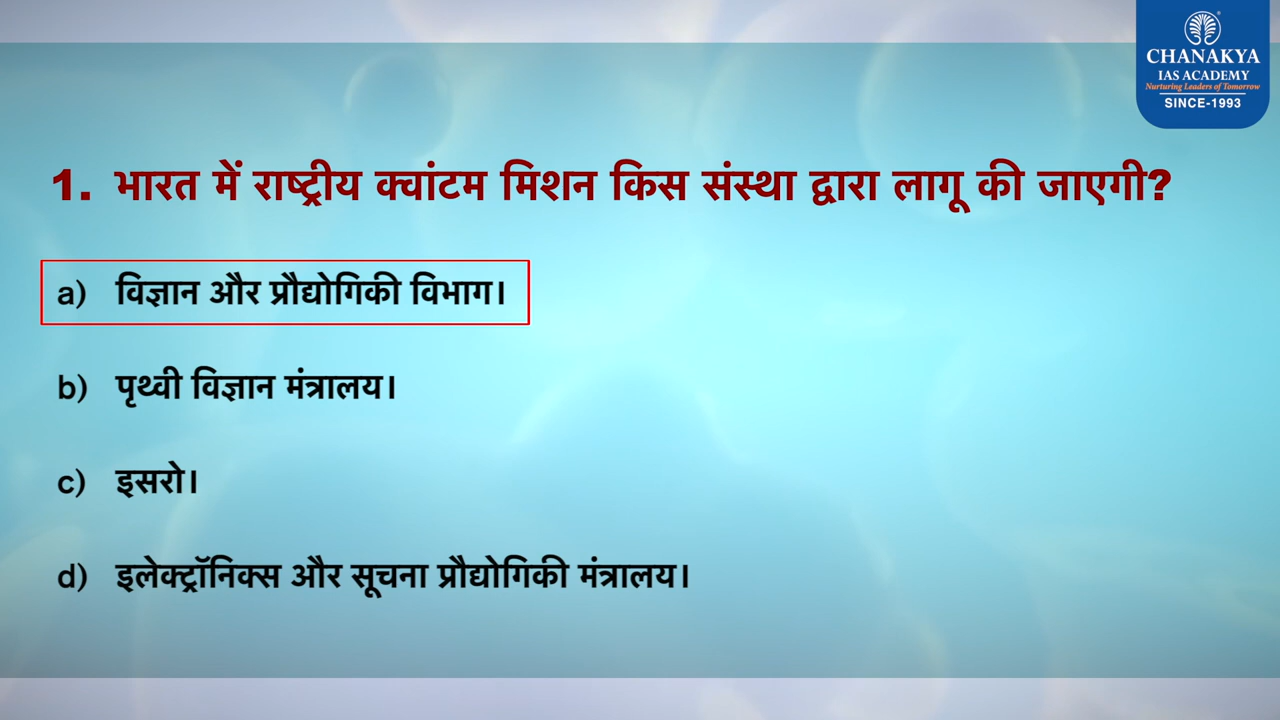 CHANAKYA
IAS ACADEMY
Nurturing Leaders of Tomorrow
SINCE-1993
1. भारत में राष्ट्रीय क्वांटम मिशन किस संस्था द्वारा लागू की जाएगी?
a) विज्ञान और प्रौद्योगिकी विभाग।
b) पृथ्वी विज्ञान मंत्रालय।
c) इसरो।
d) इलेक्ट्रॉनिक्स और सूचना प्रौद्योगिकी मंत्रालय।